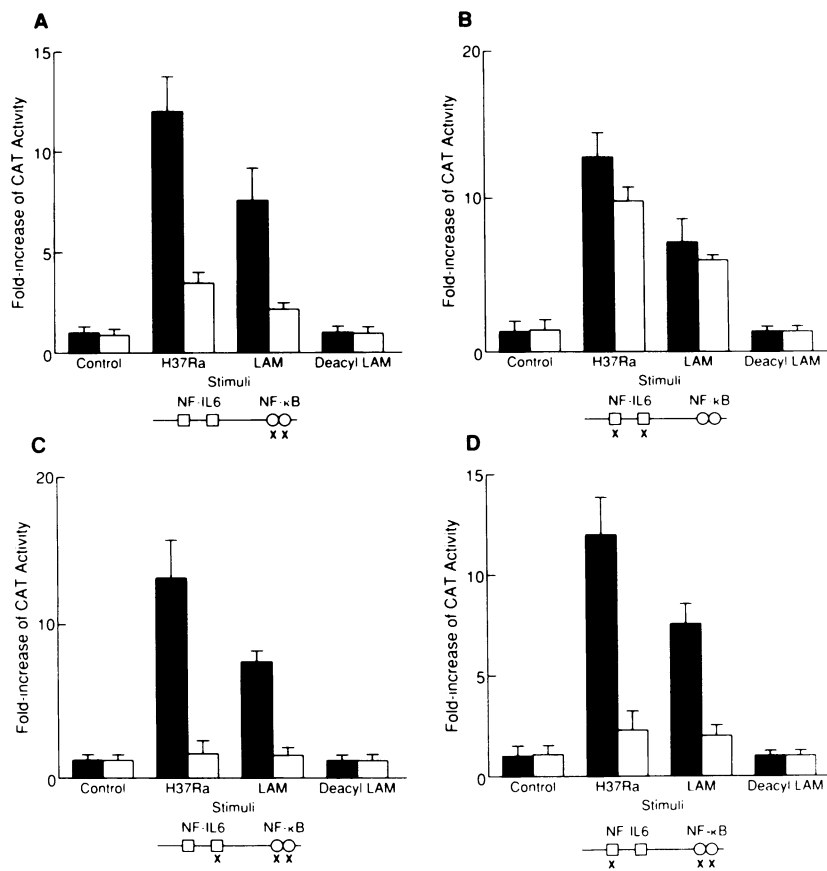 A
Fold-increase of CAT Activity
15
10
5
0
Control H37Ra LAM Deacyl LAM
Stimuli
NF-IL6 NF-κB
x x
B
Fold-increase of CAT Activity
20
10
0
Control H37Ra LAM Deacyl LAM
Stimuli
NF-IL6 NF-κB
x x
C
Fold-increase of CAT Activity
20
10
0
Control H37Ra LAM Deacyl LAM
Stimuli
NF-IL6 NF-κB
x x x
D
Fold-increase of CAT Activity
15
10
5
0
Control H37Ra LAM Deacyl LAM
Stimuli
NF IL6 NF-κB
x x x